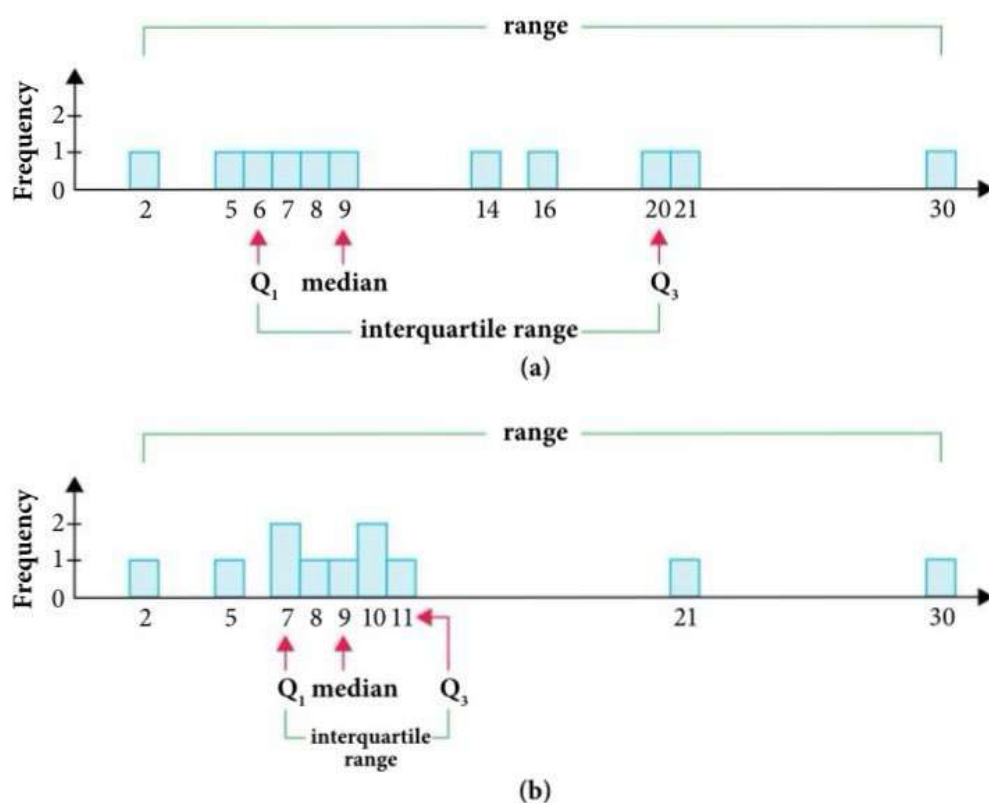 range
Frequency
2
1
0
2 5 6 7 8 9 14 16 20 21 30
Q₁ median Q₃
interquartile range
(a)
range
Frequency
2
1
0
2 5 7 8 9 10 11 21 30
Q₁ median Q₃
interquartile
range
(b)